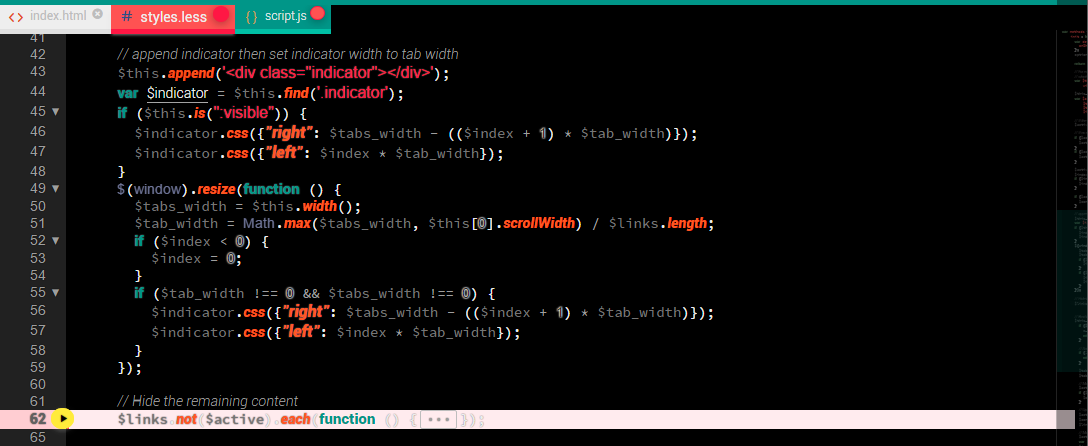 index.html
# styles.less
{} script.js
41
42 // append indicator then set indicator width to tab width
43 $this.append('<div class="indicator"></div>');
44 var $indicator = $this.find('.indicator');
45 if ($this.is(":visible")) {
46 $indicator.css({"right": $tabs_width - (($index + 1) * $tab_width)});
47 $indicator.css({"left": $index * $tab_width});
48 }
49 $(window).resize(function () {
50 $tabs_width = $this.width();
51 $tab_width = Math.max($tabs_width, $this[0].scrollWidth) / $links.length;
52 if ($index < 0) {
53 $index = 0;
54 }
55 if ($tab_width !== 0 && $tabs_width !== 0) {
56 $indicator.css({"right": $tabs_width - (($index + 1) * $tab_width)});
57 $indicator.css({"left": $index * $tab_width});
58 }
59 });
60
61 // Hide the remaining content
62 $links.not($active).each(function () { ··· });
65